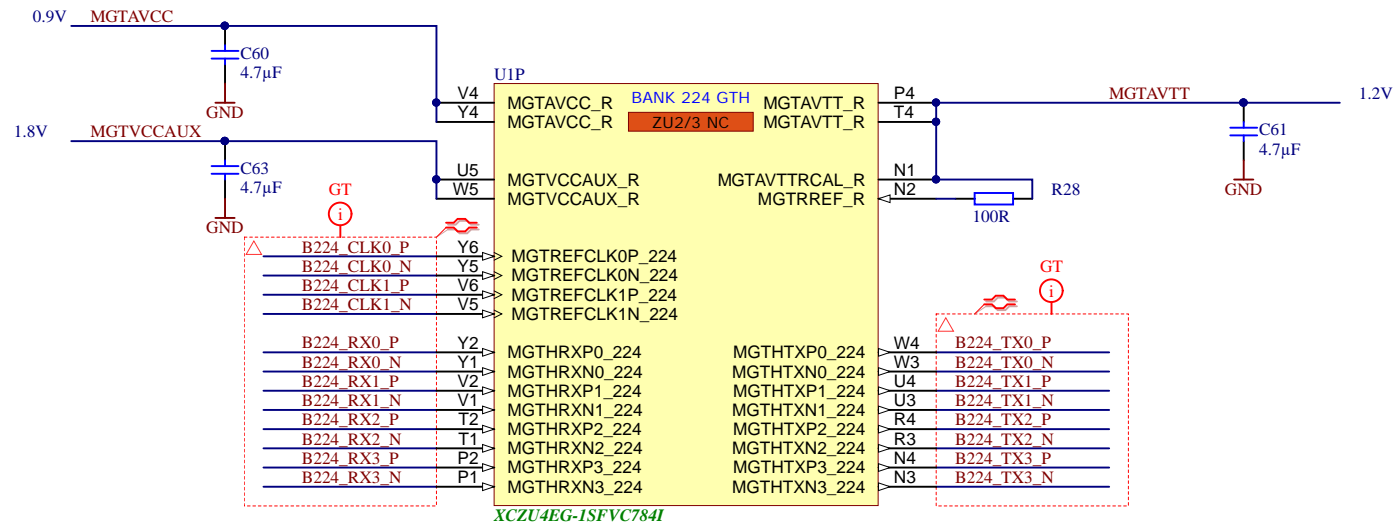 0.9V
MGTAVCC
C60
4.7µF
GND
1.8V
MGTVCCAUX
C63
4.7µF
GND
U1P
BANK 224 GTH
ZU2/3 NC
V4 MGTAVCC_R
Y4 MGTAVCC_R
U5 MGTVCCAUX_R
W5 MGTVCCAUX_R
MGTAVTT_R P4
MGTAVTT_R T4
MGTAVTTRCAL_R N1
MGTRREF_R N2
MGTAVTT
1.2V
C61
4.7µF
GND
R28
100R
GT
i
B224_CLK0_P Y6 MGTREFCLK0P_224
B224_CLK0_N Y5 MGTREFCLK0N_224
B224_CLK1_P V6 MGTREFCLK1P_224
B224_CLK1_N V5 MGTREFCLK1N_224
B224_RX0_P Y2 MGTHRXP0_224
B224_RX0_N Y1 MGTHRXN0_224
B224_RX1_P V2 MGTHRXP1_224
B224_RX1_N V1 MGTHRXN1_224
B224_RX2_P T2 MGTHRXP2_224
B224_RX2_N T1 MGTHRXN2_224
B224_RX3_P P2 MGTHRXP3_224
B224_RX3_N P1 MGTHRXN3_224
GT
i
MGTHTXP0_224 W4 B224_TX0_P
MGTHTXN0_224 W3 B224_TX0_N
MGTHTXP1_224 U4 B224_TX1_P
MGTHTXN1_224 U3 B224_TX1_N
MGTHTXP2_224 R4 B224_TX2_P
MGTHTXN2_224 R3 B224_TX2_N
MGTHTXP3_224 N4 B224_TX3_P
MGTHTXN3_224 N3 B224_TX3_N
XCZU4EG-1SFVC784I